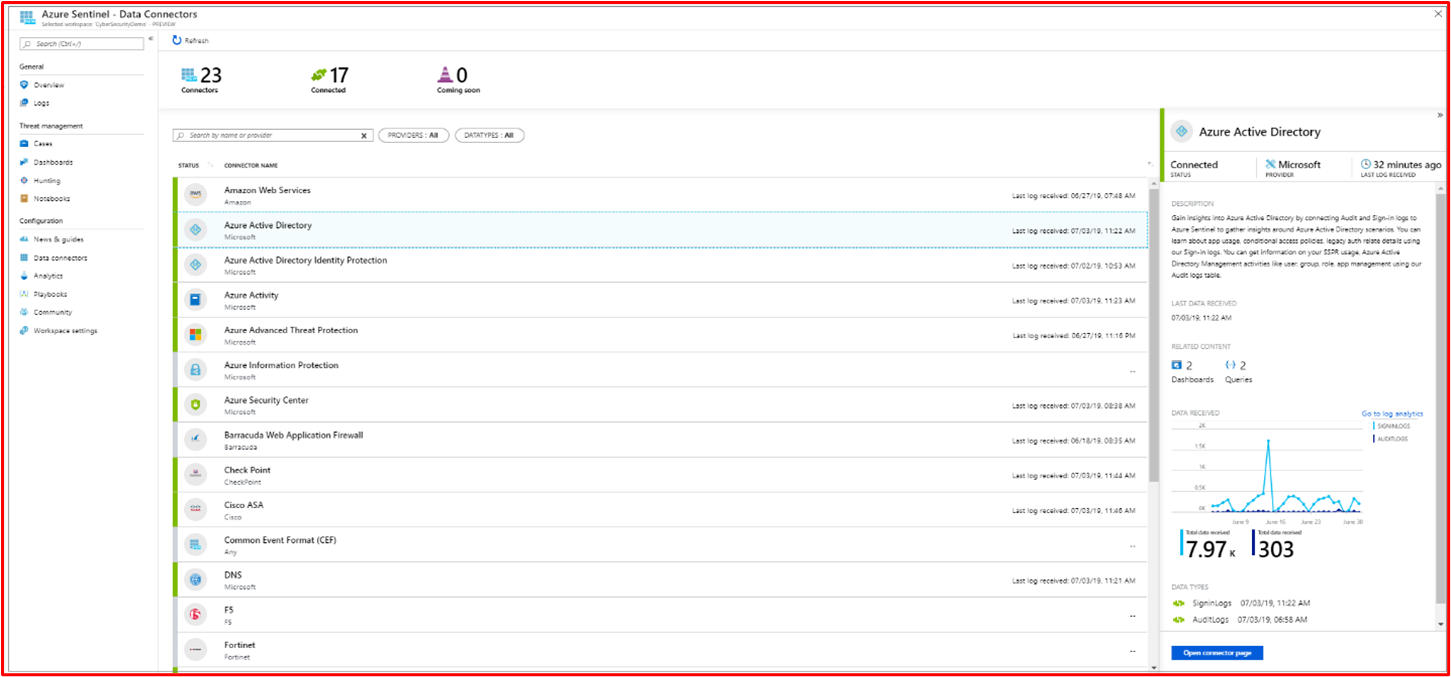 Azure Sentinel - Data Connectors
Selected workspace: 'CyberSecurityDemo' - PREVIEW
Search (Ctrl+/)
«
General
Overview
Logs
Threat management
Cases
Dashboards
Hunting
Notebooks
Configuration
News & guides
Data connectors
Analytics
Playbooks
Community
Workspace settings
Refresh
23
Connectors
17
Connected
0
Coming soon
Search by name or provider
PROVIDERS : All
DATATYPES : All
STATUS CONNECTOR NAME
aws
Amazon Web Services
Amazon
Last log received: 06/27/19, 07:48 AM
Azure Active Directory
Microsoft
Last log received: 07/03/19, 11:22 AM
Azure Active Directory Identity Protection
Microsoft
Last log received: 07/02/19, 10:53 AM
Azure Activity
Microsoft
Last log received: 07/03/19, 11:23 AM
Azure Advanced Threat Protection
Microsoft
Last log received: 06/27/19, 11:16 PM
Azure Information Protection
Microsoft
--
Azure Security Center
Microsoft
Last log received: 07/03/19, 08:38 AM
Barracuda Web Application Firewall
Barracuda
Last log received: 06/18/19, 08:35 AM
Check Point
CheckPoint
Last log received: 07/03/19, 11:44 AM
Cisco ASA
Cisco
Last log received: 07/03/19, 11:46 AM
Common Event Format (CEF)
Any
--
DNS
Microsoft
Last log received: 07/03/19, 11:21 AM
F5
F5
--
Fortinet
Fortinet
--
»
Azure Active Directory
Connected
STATUS
Microsoft
PROVIDER
32 minutes ago
LAST LOG RECEIVED
DESCRIPTION
Gain insights into Azure Active Directory by connecting Audit and Sign-in logs to
Azure Sentinel to gather insights around Azure Active Directory scenarios. You can
learn about app usage, conditional access policies, legacy auth relate details using
our Sign-in logs. You can get information on your SSPR usage, Azure Active
Directory Management activities like user, group, role, app management using our
Audit logs table.
LAST DATA RECEIVED
07/03/19, 11:22 AM
RELATED CONTENT
2
Dashboards
2
Queries
DATA RECEIVED
Go to log analytics
2K
1.5K
1K
0.5K
0K
June 9 June 16 June 23 June 30
SIGNINLOGS
AUDITLOGS
Total data received
7.97 K
Total data received
303
DATA TYPES
SigninLogs 07/03/19, 11:22 AM
AuditLogs 07/03/19, 06:58 AM
Open connector page